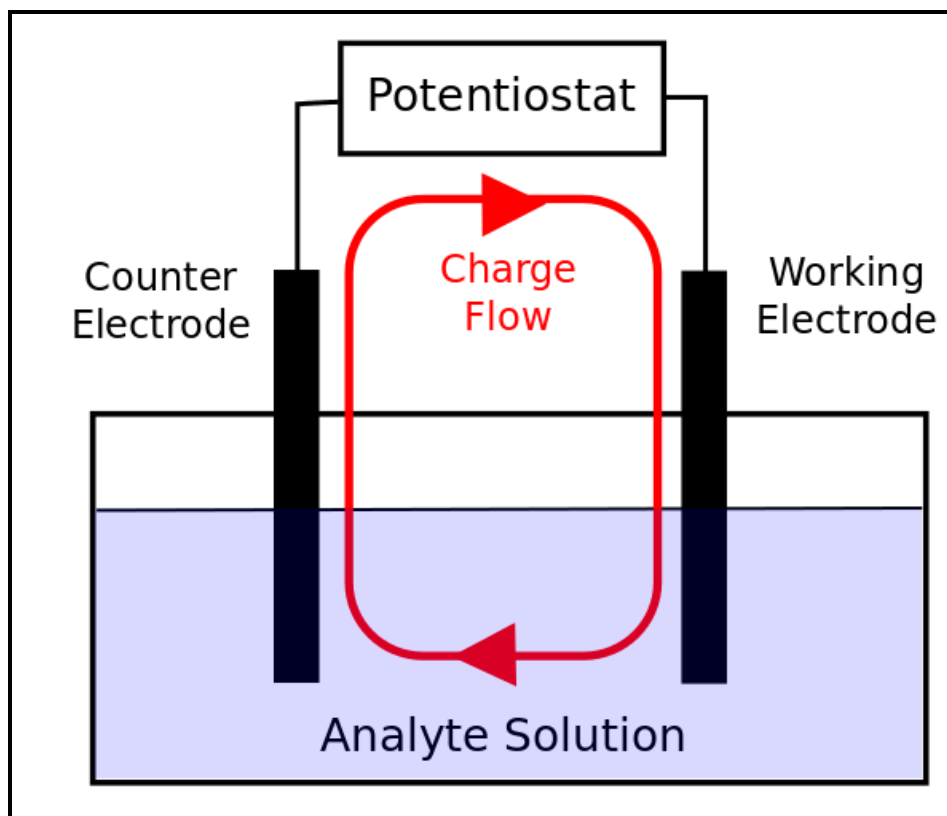 Potentiostat
Counter
Electrode
Charge
Flow
Working
Electrode
Analyte Solution